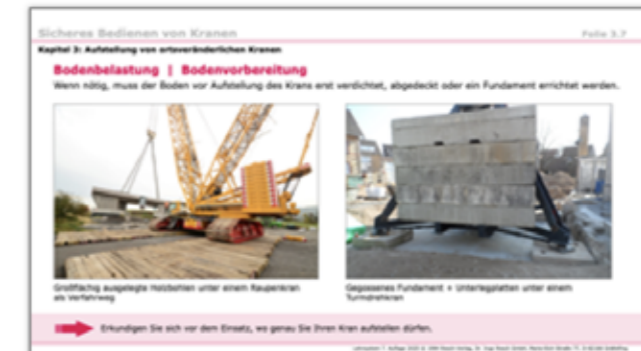 Sicheres Bedienen von Kranen
Folie 3.7
Kapitel 3: Aufstellung von ortsveränderlichen Kranen
Bodenbelastung | Bodenvorbereitung
Wenn nötig, muss der Boden vor Aufstellung des Krans erst verdichtet, abgedeckt oder ein Fundament errichtet werden.
Großflächig ausgelegte Holzbohlen unter einem Raupenkran
als Verfahrweg
Gegossenes Fundament + Unterlegplatten unter einem
Turmdrehkran
Erkundigen Sie sich vor dem Einsatz, wo genau Sie Ihren Kran aufstellen dürfen.